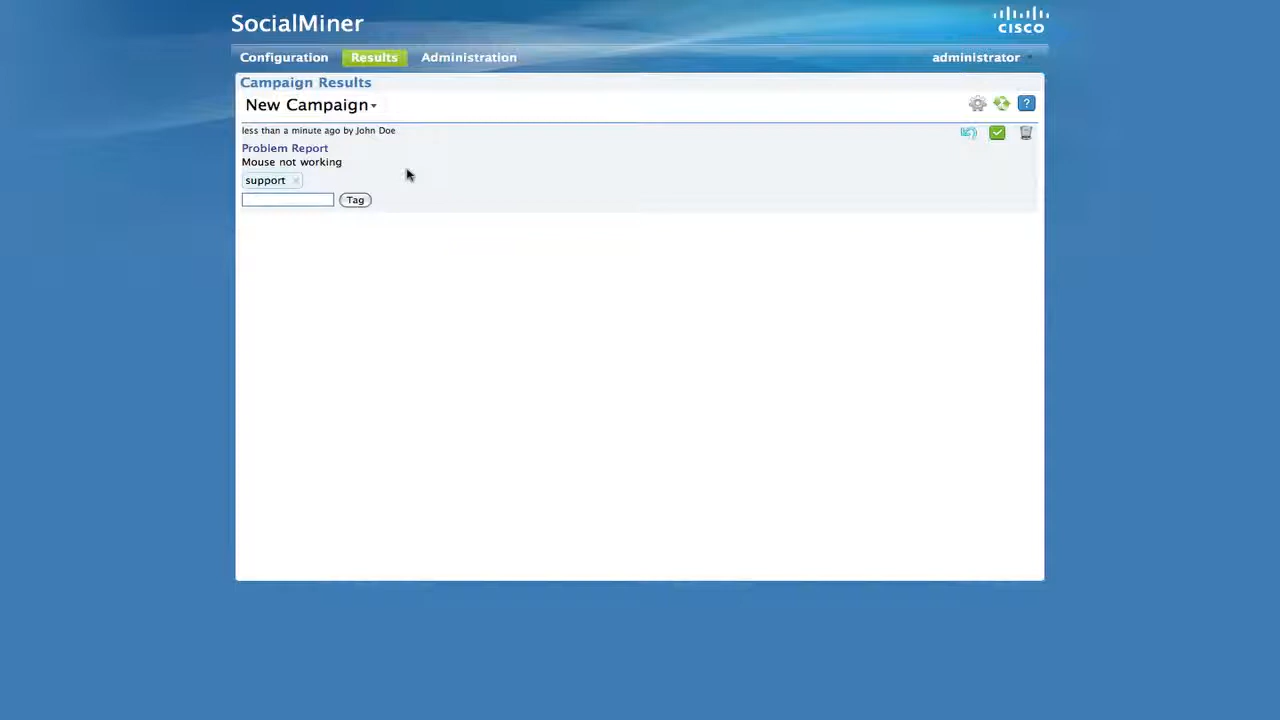 SocialMiner
CISCO
Configuration Results Administration administrator
Campaign Results
New Campaign
?
less than a minute ago by John Doe
Problem Report
Mouse not working
support ×
Tag